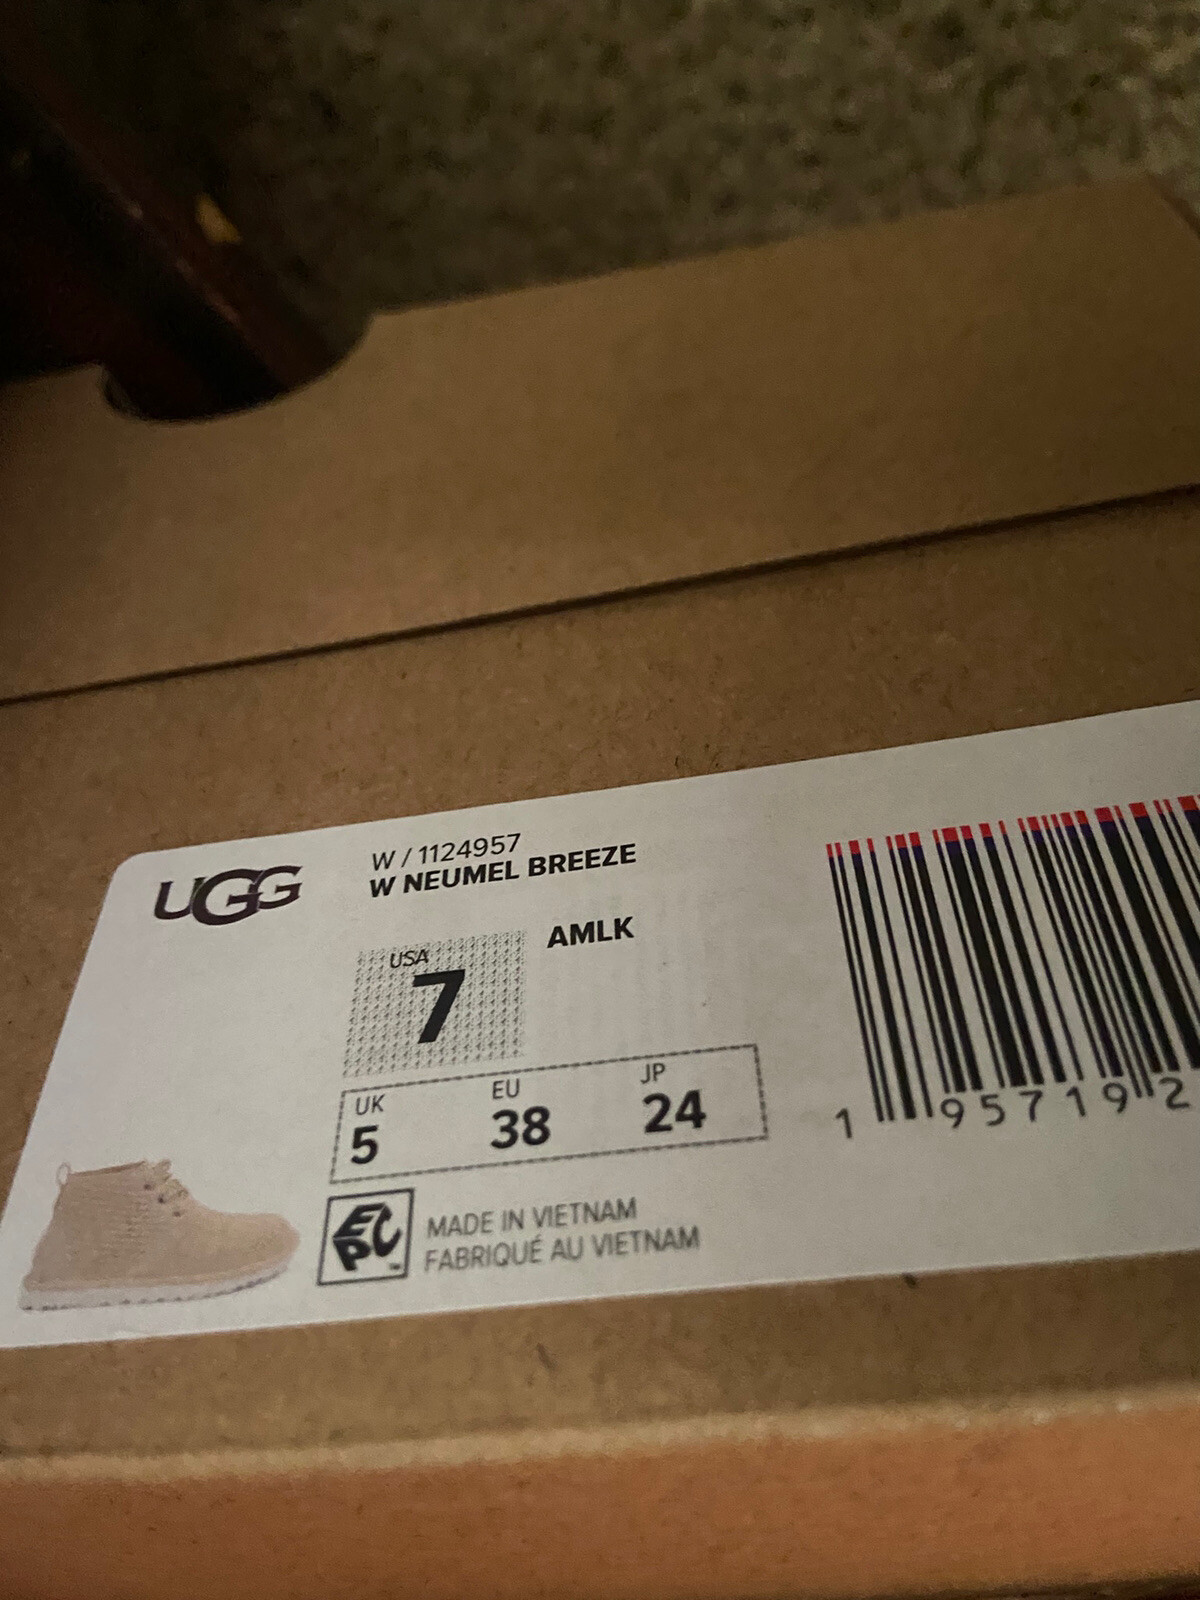 UGG
W / 1124957
W NEUMEL BREEZE
AMLK
USA
7
UK
5
EU
38
JP
24
EPC
MADE IN VIETNAM
FABRIQUÉ AU VIETNAM
1 95719 2